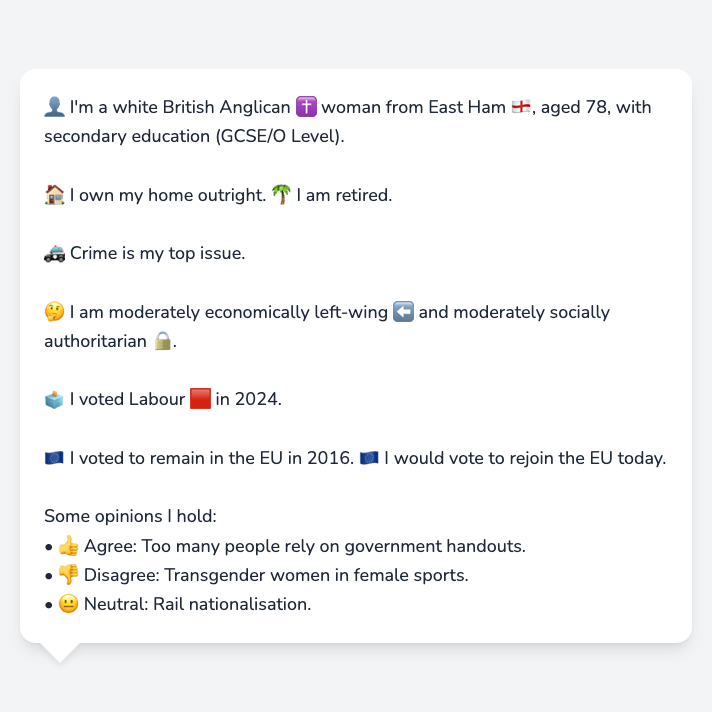 👤 I'm a white British Anglican ✝️ woman from East Ham 🏴󠁧󠁢󠁥󠁮󠁧󠁿, aged 78, with
secondary education (GCSE/O Level).
🏠 I own my home outright. 🌴 I am retired.
🚓 Crime is my top issue.
🤔 I am moderately economically left-wing ⬅️ and moderately socially
authoritarian 🔒.
🗳️ I voted Labour 🟥 in 2024.
🇪🇺 I voted to remain in the EU in 2016. 🇪🇺 I would vote to rejoin the EU today.
Some opinions I hold:
• 👍 Agree: Too many people rely on government handouts.
• 👎 Disagree: Transgender women in female sports.
• 😐 Neutral: Rail nationalisation.